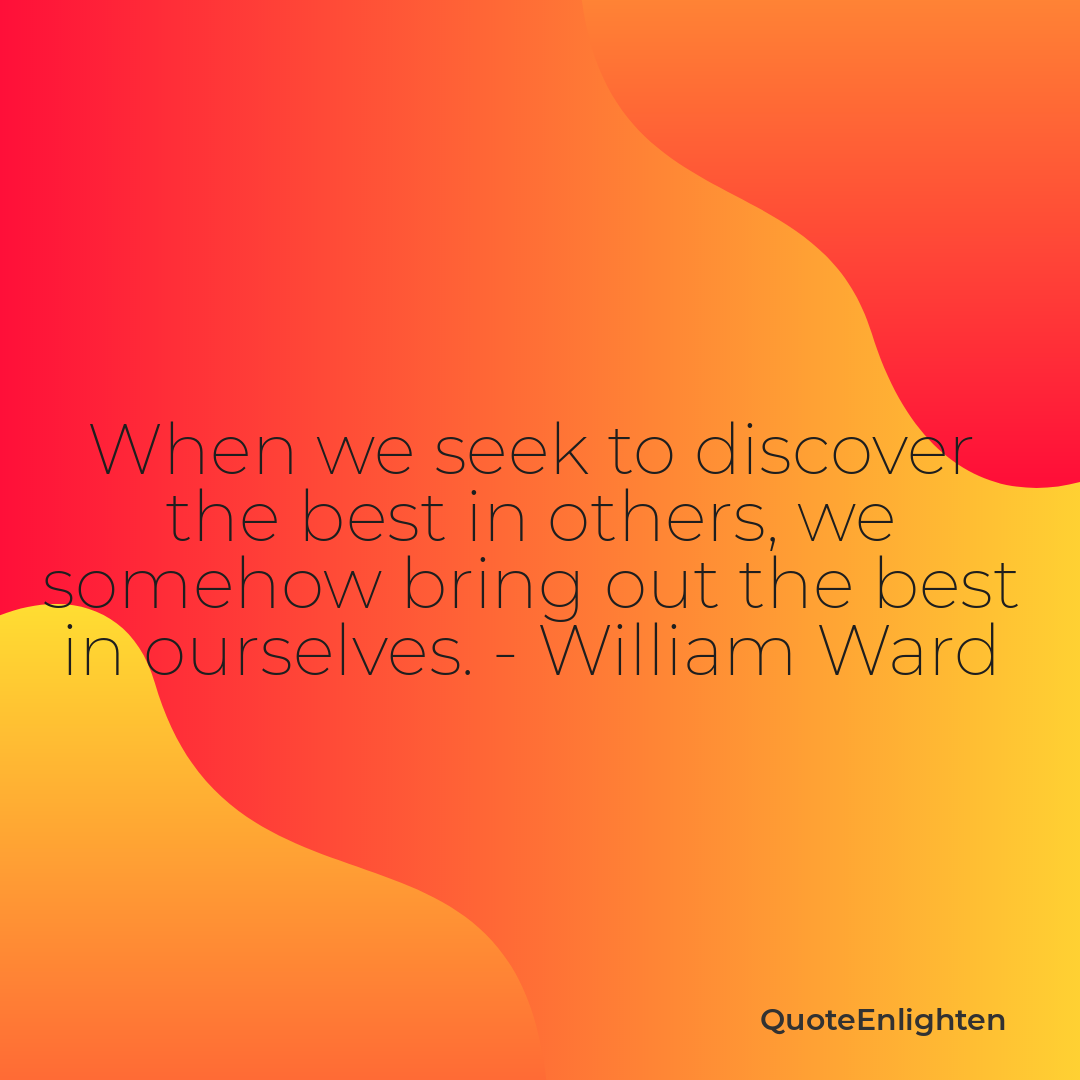 When we seek to discover
the best in others, we
somehow bring out the best
in ourselves. - William Ward
QuoteEnlighten